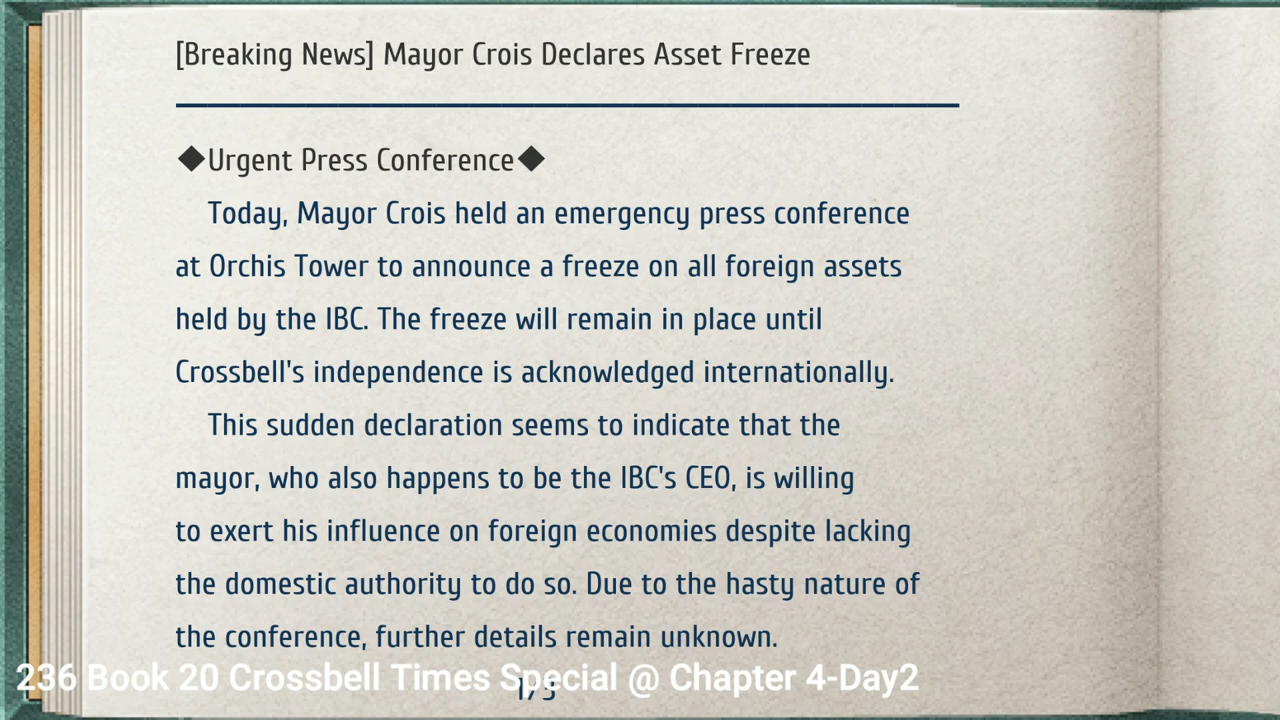 [Breaking News] Mayor Crois Declares Asset Freeze
◆Urgent Press Conference◆
Today, Mayor Crois held an emergency press conference
at Orchis Tower to announce a freeze on all foreign assets
held by the IBC. The freeze will remain in place until
Crossbell's independence is acknowledged internationally.
This sudden declaration seems to indicate that the
mayor, who also happens to be the IBC's CEO, is willing
to exert his influence on foreign economies despite lacking
the domestic authority to do so. Due to the hasty nature of
the conference, further details remain unknown.
236 Book 20 Crossbell Times Special @ Chapter 4-Day2